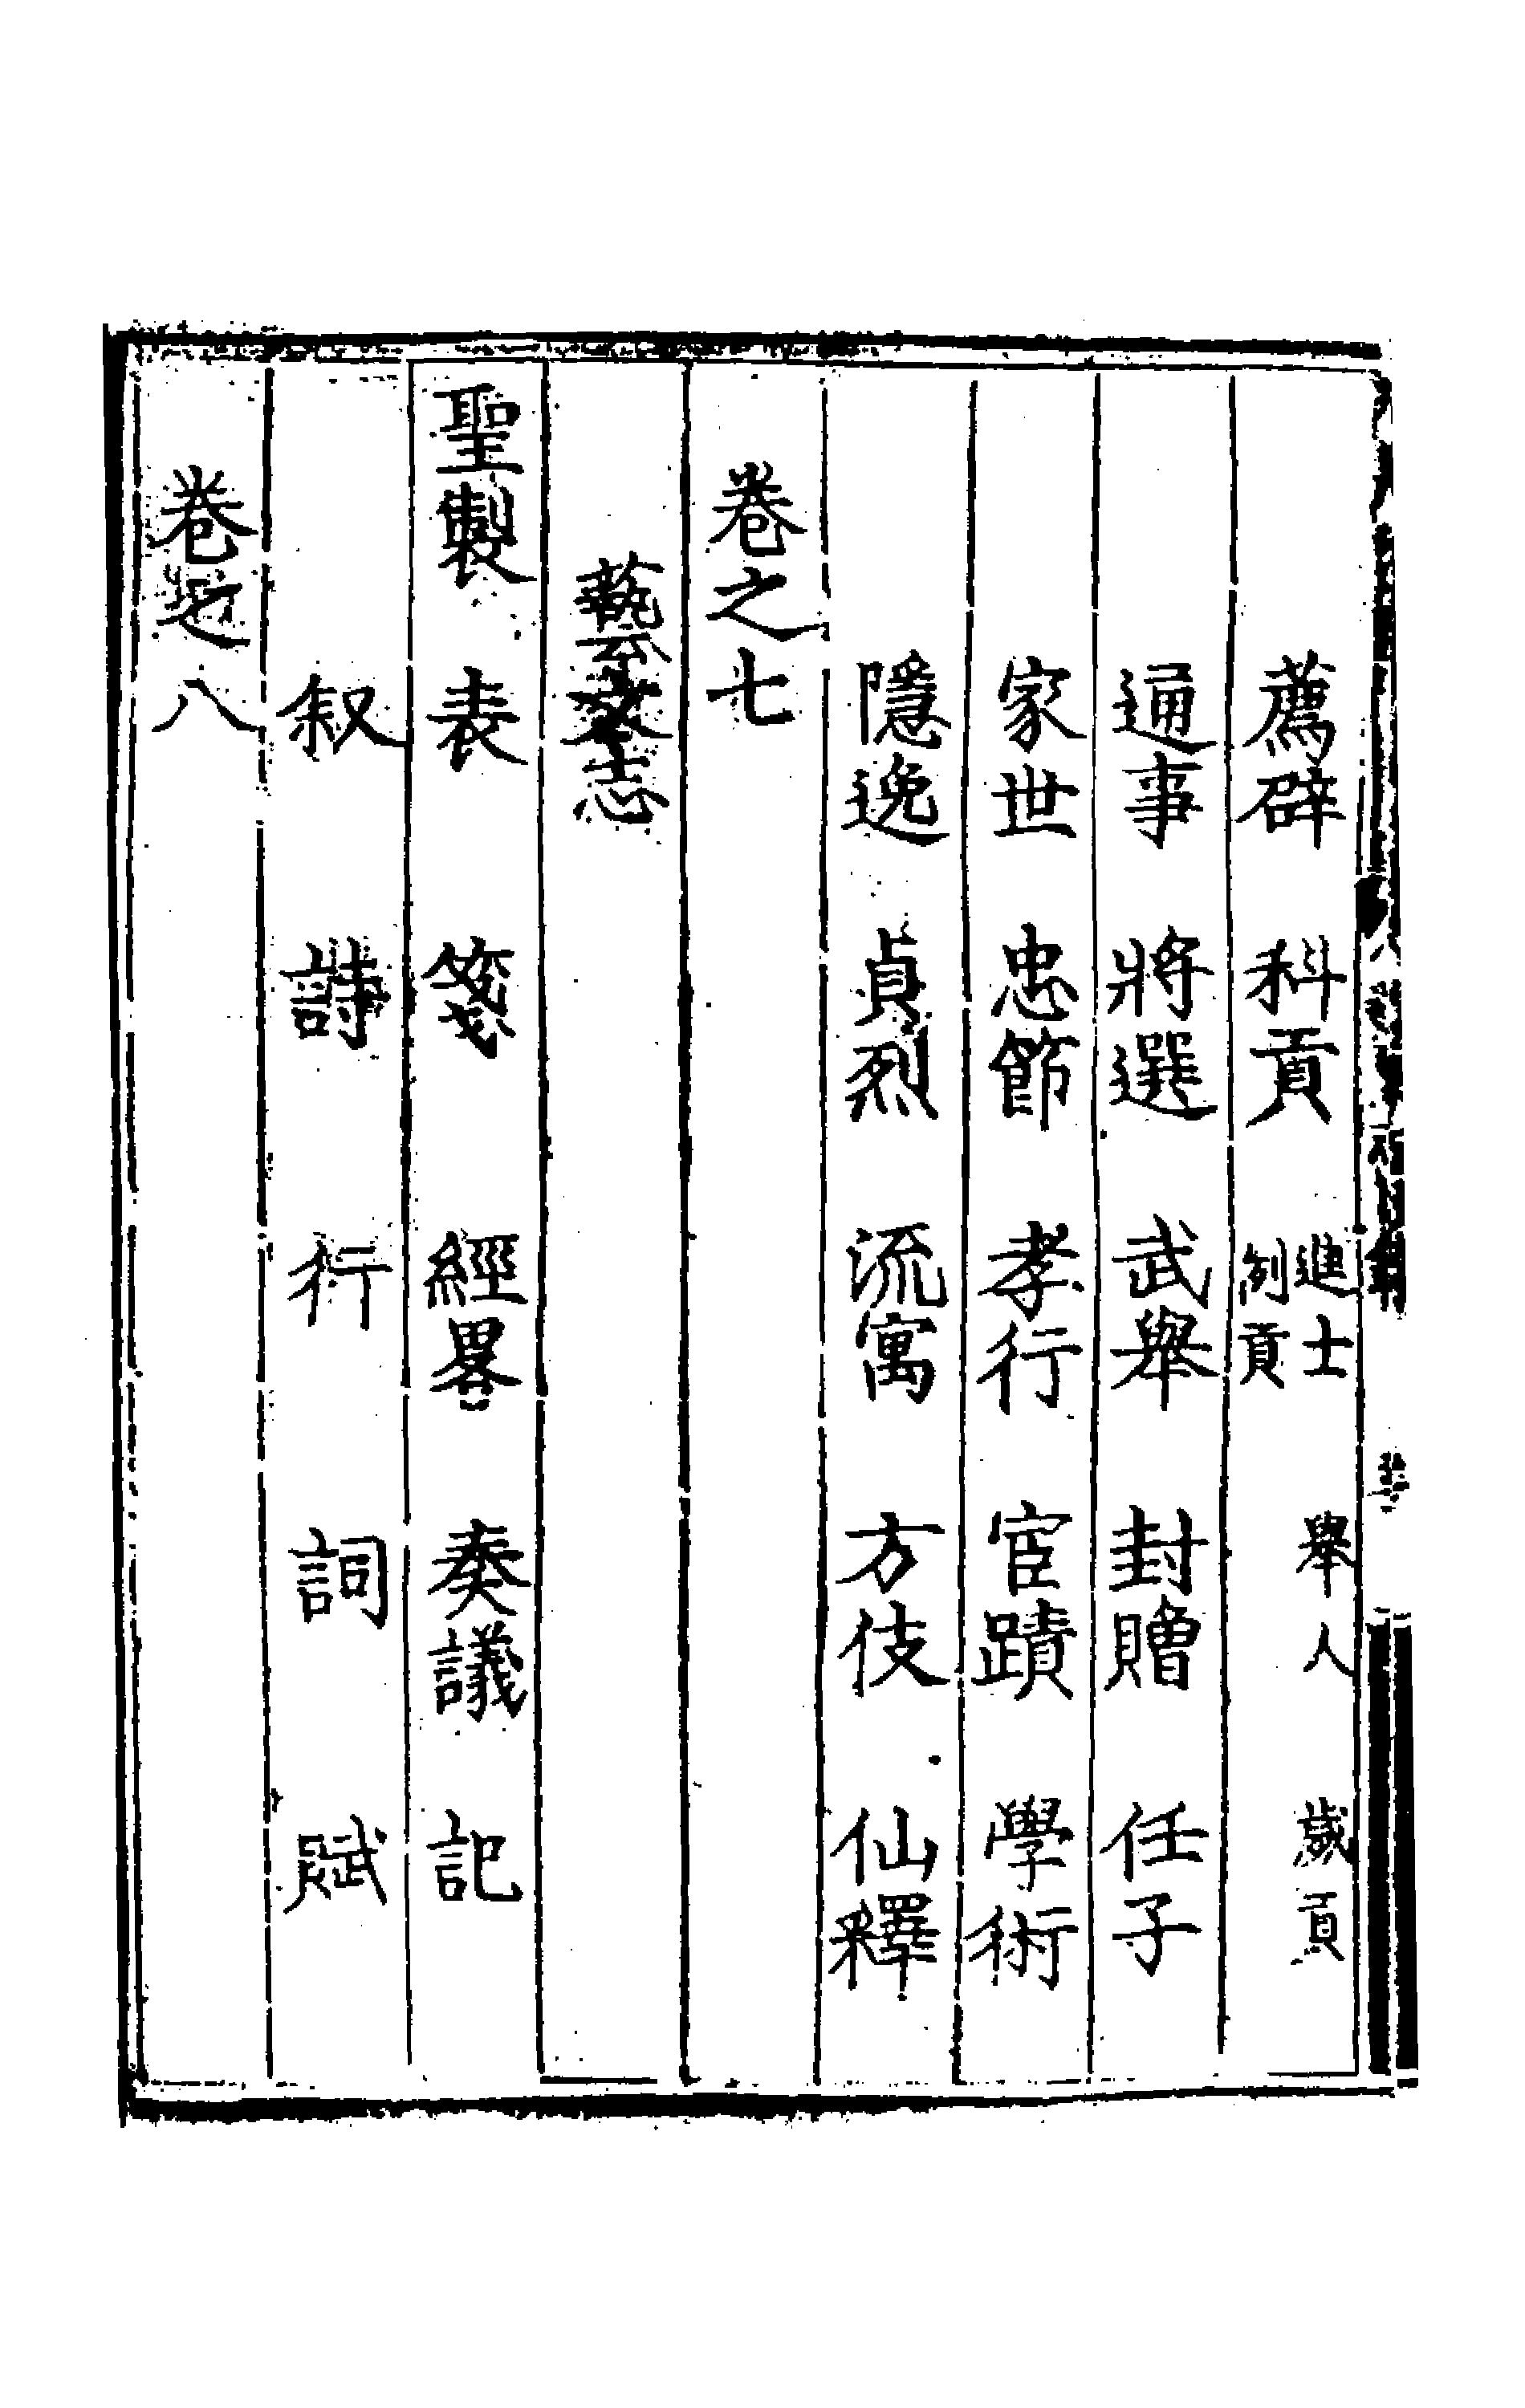 薦辟 科貢 進士 舉人 歲貢 例貢
通事 將選 武舉 封贈 任子
家世 忠節 孝行 宦蹟 學術
隱逸 貞烈 流寓 方伎 仙釋
卷之七
藝文志
聖製 表 箋 經畧 奏議 記
叙 詩 行 詞 賦
卷之八